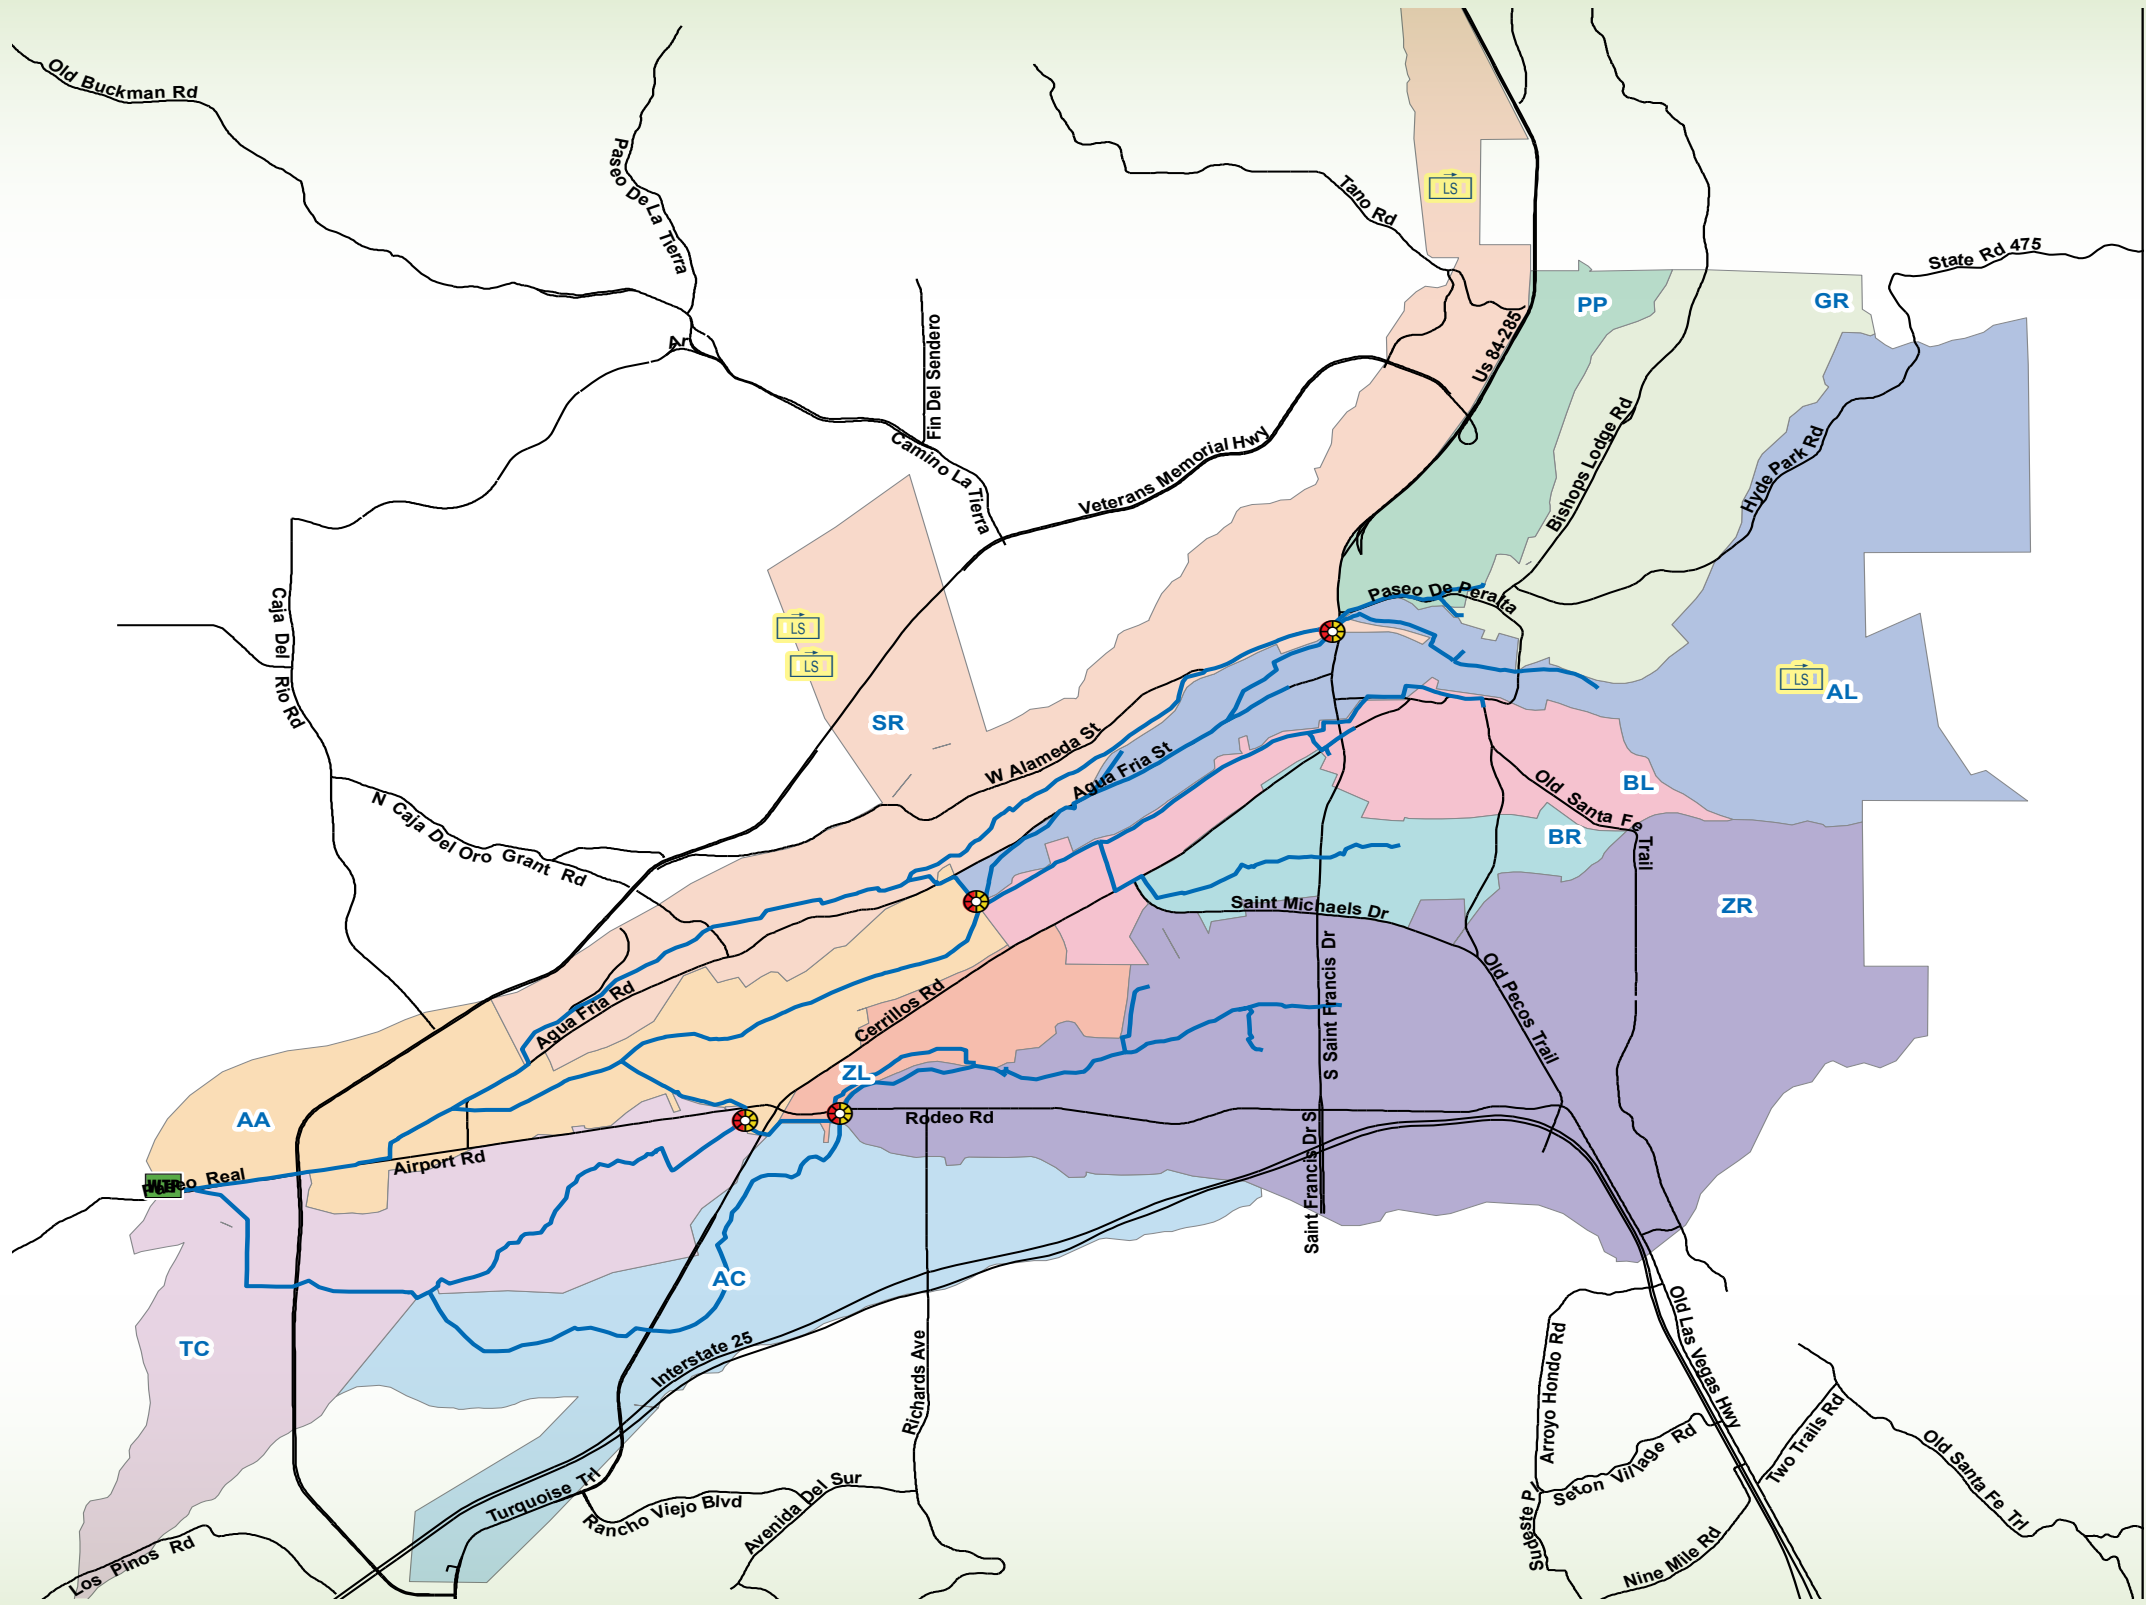 Old Buckman Rd
Paseo De La Tierra
Tano Rd
LS
State Rd 475
PP
GR
Us 84-285
Ar
Fin Del Sendero
Camino La Tierra
Veterans Memorial Hwy
Bishops Lodge Rd
Hyde Park Rd
Caja Del Rio Rd
Paseo De Peralta
LS
LS
LS
AL
SR
W Alameda St
Agua Fria St
N Caja Del Oro Grant Rd
Old Santa Fe Trail
BL
BR
Saint Michaels Dr
ZR
S Saint Francis Dr
Old Pecos Trail
Agua Fria Rd
Cerrillos Rd
ZL
AA
Rodeo Rd
Airport Rd
Real
WTP
Saint Francis Dr S
AC
TC
Interstate 25
Richards Ave
Old Las Vegas Hwy
Arroyo Hondo Rd
Two Trails Rd
Seton Village Rd
Old Santa Fe Trl
Turquoise Trl
Rancho Viejo Blvd
Avenida Del Sur
Los Pinos Rd
Nine Mile Rd